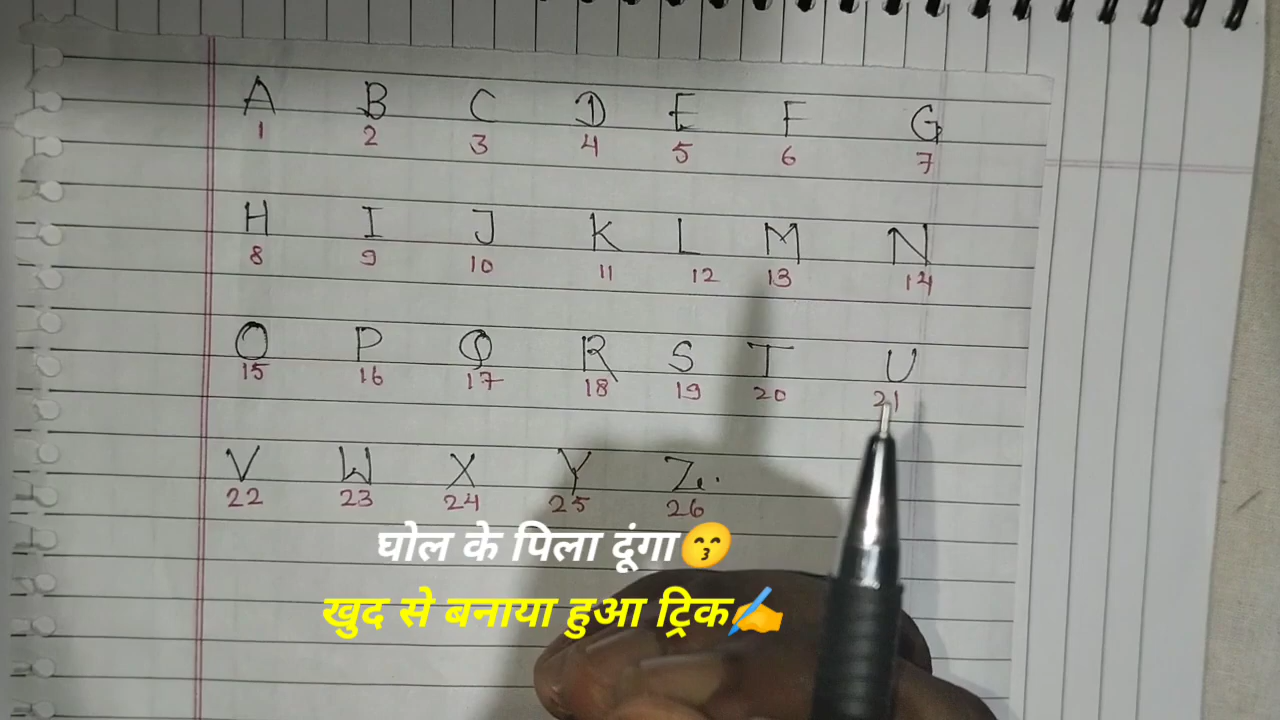 A B C D E F G
1 2 3 4 5 6 7
H I J K L M N
8 9 10 11 12 13 14
O P Q R S T U
15 16 17 18 19 20 21
V W X Y Z
22 23 24 25 26
घोल के पिला दूंगा😙
खुद से बनाया हुआ ट्रिक✍️